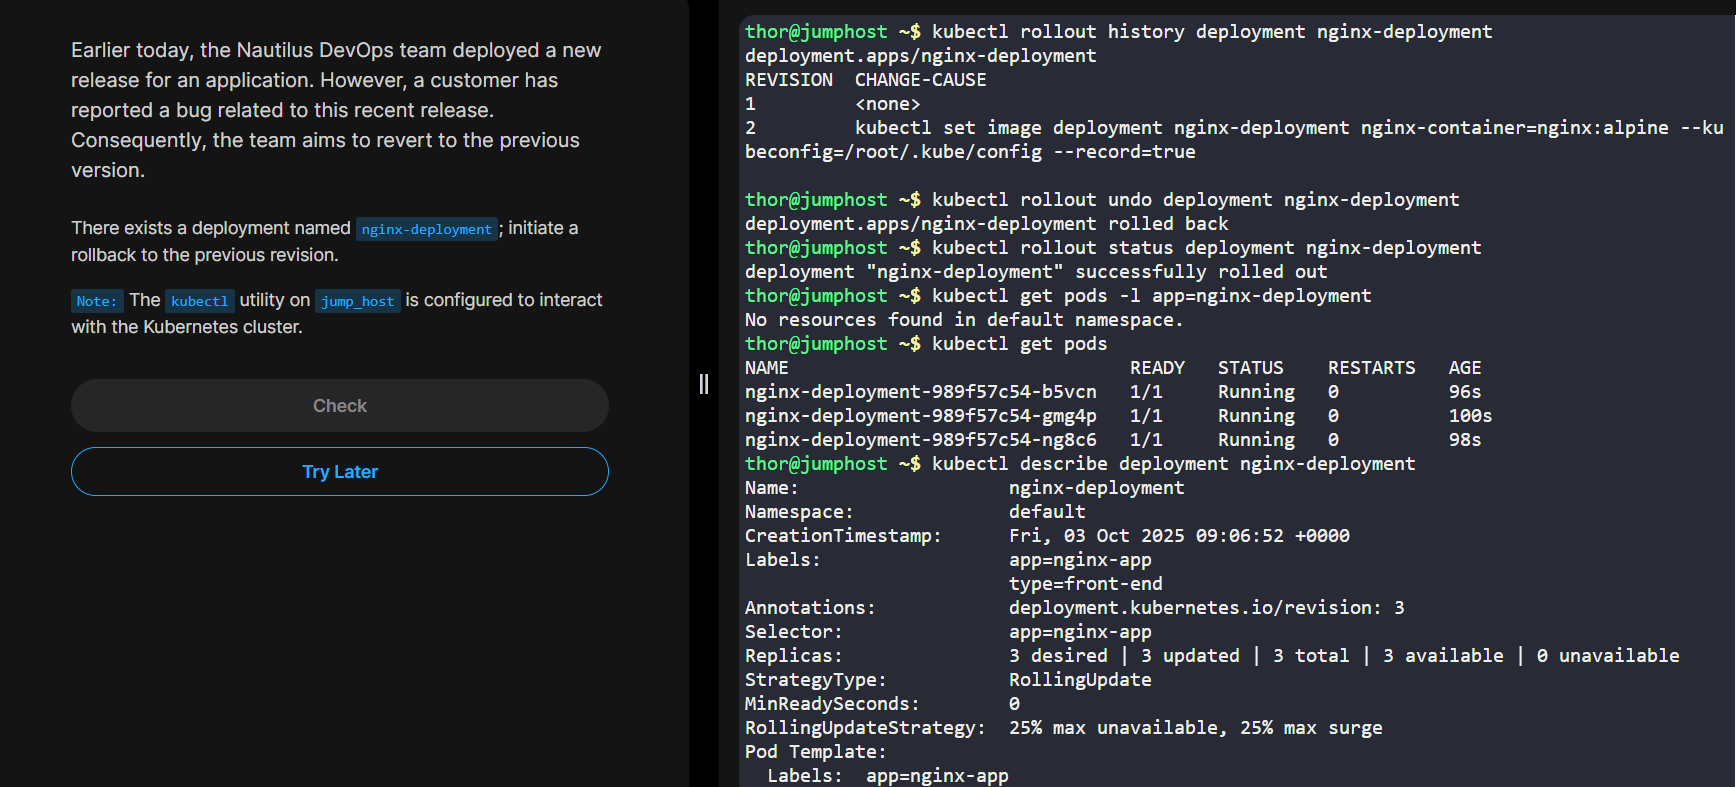 Earlier today, the Nautilus DevOps team deployed a new
release for an application. However, a customer has
reported a bug related to this recent release.
Consequently, the team aims to revert to the previous
version.
There exists a deployment named nginx-deployment; initiate a
rollback to the previous revision.
Note: The kubectl utility on jump_host is configured to interact
with the Kubernetes cluster.
Check
Try Later
thor@jumphost ~$ kubectl rollout history deployment nginx-deployment
deployment.apps/nginx-deployment
REVISION  CHANGE-CAUSE
1         <none>
2         kubectl set image deployment nginx-deployment nginx-container=nginx:alpine --ku
beconfig=/root/.kube/config --record=true
thor@jumphost ~$ kubectl rollout undo deployment nginx-deployment
deployment.apps/nginx-deployment rolled back
thor@jumphost ~$ kubectl rollout status deployment nginx-deployment
deployment "nginx-deployment" successfully rolled out
thor@jumphost ~$ kubectl get pods -l app=nginx-deployment
No resources found in default namespace.
thor@jumphost ~$ kubectl get pods
NAME                               READY   STATUS    RESTARTS   AGE
nginx-deployment-989f57c54-b5vcn   1/1     Running   0          96s
nginx-deployment-989f57c54-gmg4p   1/1     Running   0          100s
nginx-deployment-989f57c54-ng8c6   1/1     Running   0          98s
thor@jumphost ~$ kubectl describe deployment nginx-deployment
Name:                   nginx-deployment
Namespace:              default
CreationTimestamp:      Fri, 03 Oct 2025 09:06:52 +0000
Labels:                 app=nginx-app
                        type=front-end
Annotations:            deployment.kubernetes.io/revision: 3
Selector:               app=nginx-app
Replicas:               3 desired | 3 updated | 3 total | 3 available | 0 unavailable
StrategyType:           RollingUpdate
MinReadySeconds:        0
RollingUpdateStrategy:  25% max unavailable, 25% max surge
Pod Template:
  Labels:  app=nginx-app